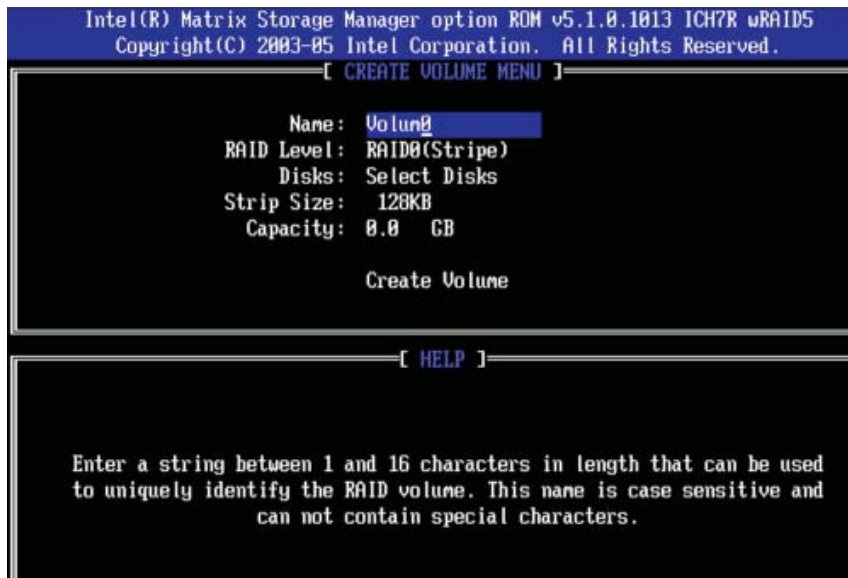 Intel(R) Matrix Storage Manager option ROM v5.1.0.1013 ICH7R wRAID5
Copyright(C) 2003-05 Intel Corporation. All Rights Reserved.
[ CREATE VOLUME MENU ]
Name: Volum0
RAID Level: RAID0(Stripe)
Disks: Select Disks
Strip Size: 128KB
Capacity: 0.0 GB
Create Volume
[ HELP ]
Enter a string between 1 and 16 characters in length that can be used
to uniquely identify the RAID volume. This name is case sensitive and
can not contain special characters.